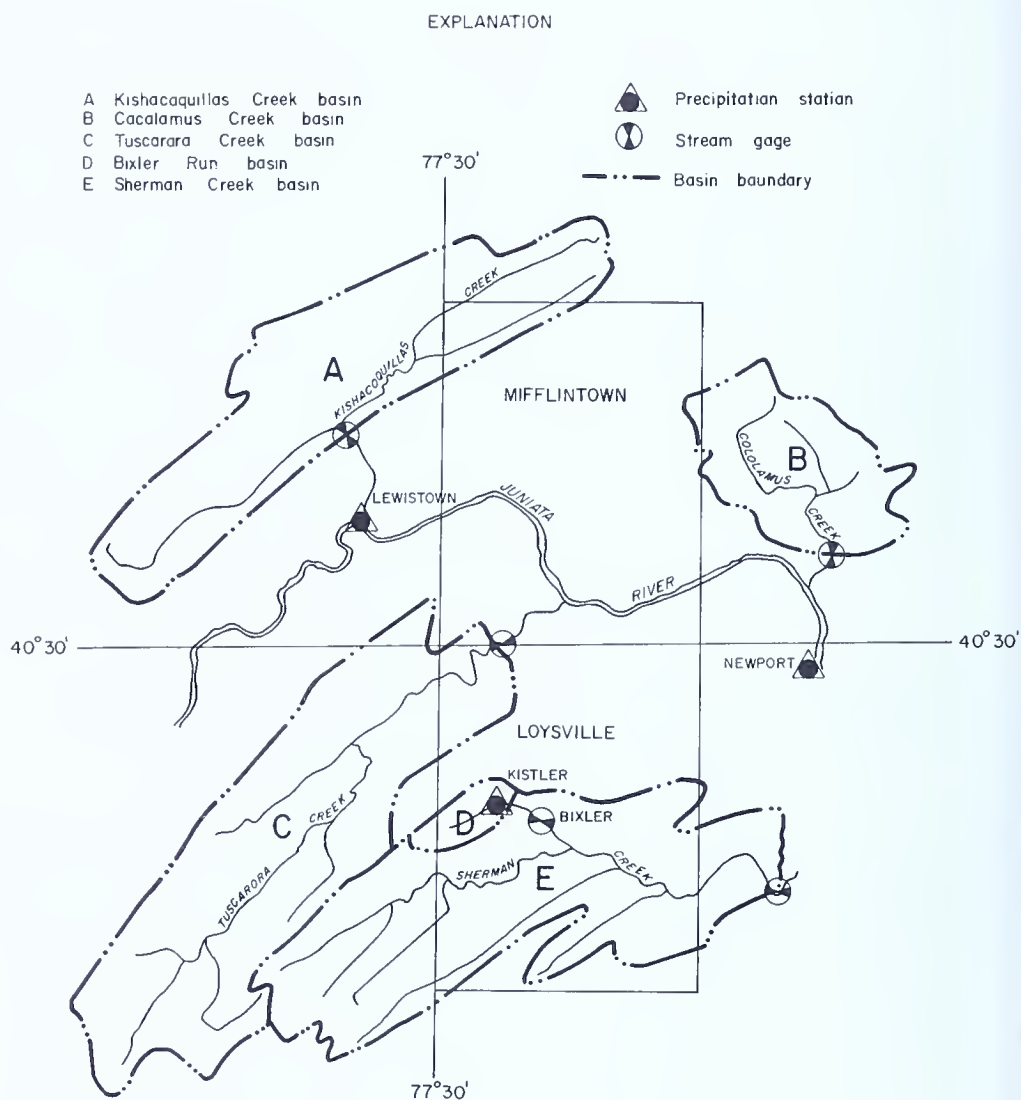 EXPLANATION
A Kishacaquillas Creek basin
B Cacalamus Creek basin
C Tuscarara Creek basin
D Bixler Run basin
E Sherman Creek basin
Precipitatian statian
Stream gage
Basin baundary
77°30'
CREEK
A
KISHACOQUILLAS
MIFFLINTOWN
B
COLOLAMUS
CREEK
LEWISTOWN
JUNIATA
RIVER
40°30'
40°30'
NEWPORT
LOYSVILLE
KISTLER
D
BIXLER
C
CREEK
TUSCARORA
SHERMAN
E
CREEK
77°30'